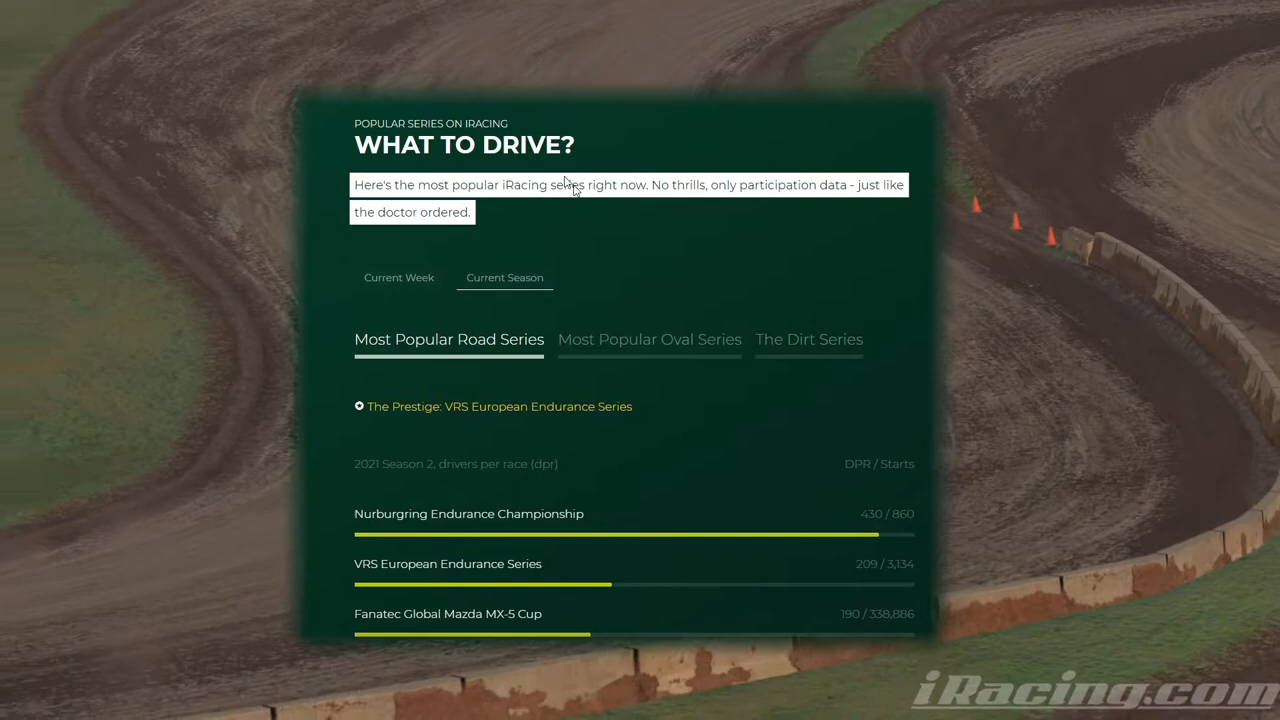 POPULAR SERIES ON IRACING
WHAT TO DRIVE?
Here's the most popular iRacing series right now. No thrills, only participation data - just like
the doctor ordered.
Current Week Current Season
Most Popular Road Series Most Popular Oval Series The Dirt Series
The Prestige: VRS European Endurance Series
2021 Season 2, drivers per race (dpr) DPR / Starts
Nurburgring Endurance Championship 430 / 860
VRS European Endurance Series 209 / 3,134
Fanatec Global Mazda MX-5 Cup 190 / 338,886
iRacing.com